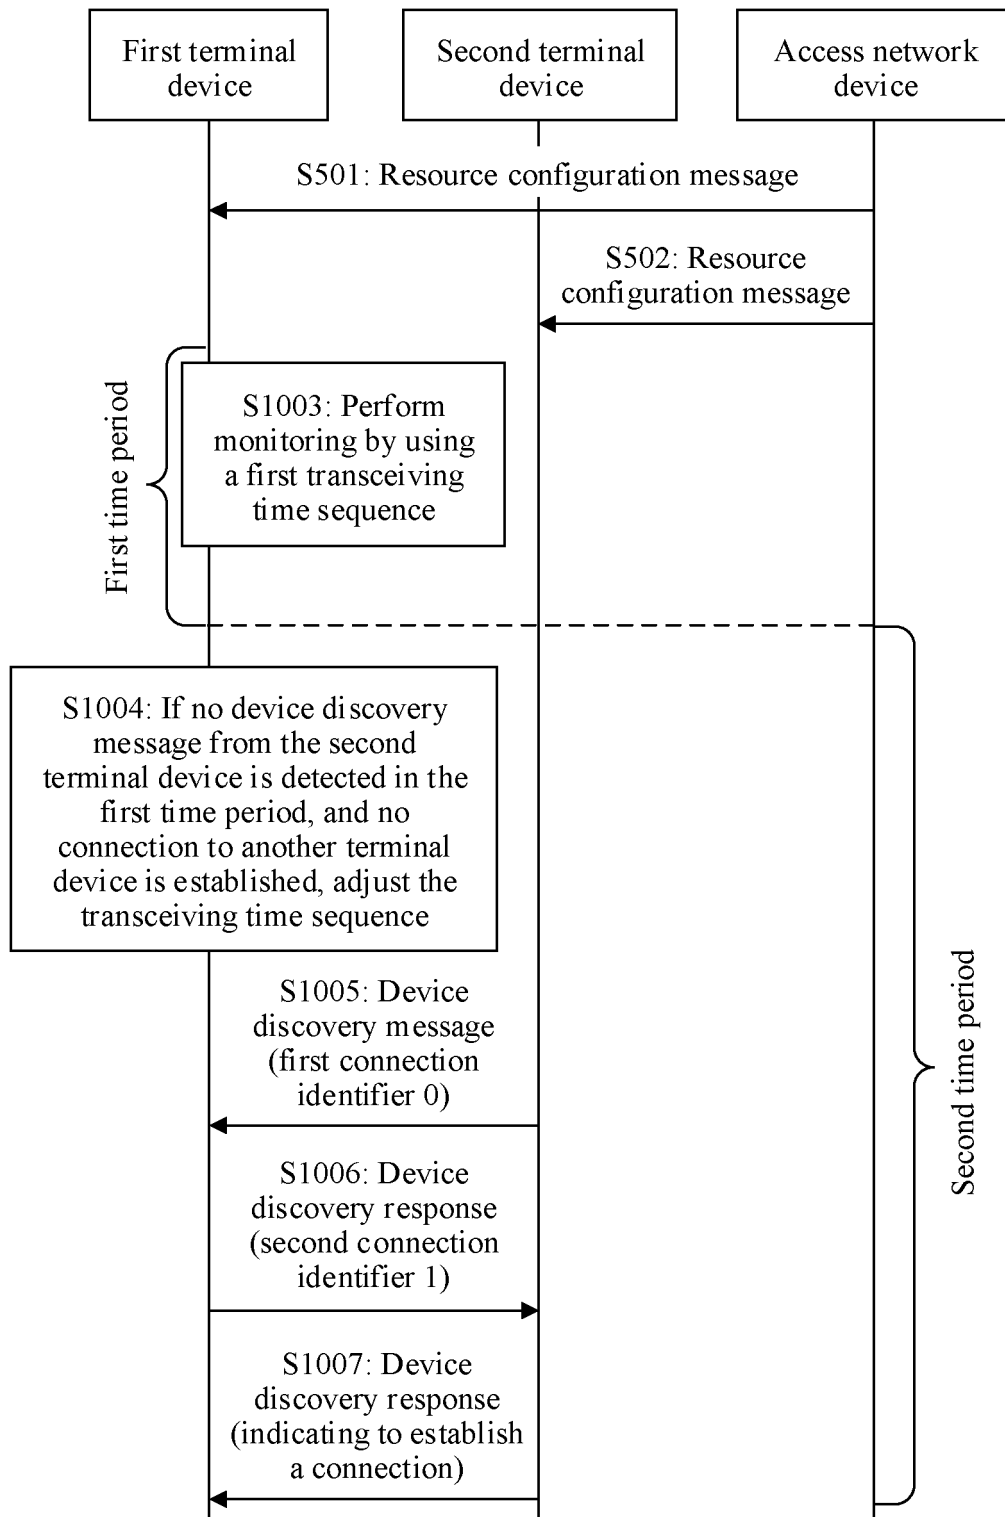 First terminal
device
Second terminal
device
Access network
device
S501: Resource configuration message
S502: Resource
configuration message
First time period
S1003: Perform
monitoring by using
a first transceiving
time sequence
S1004: If no device discovery
message from the second
terminal device is detected in the
first time period, and no
connection to another terminal
device is established, adjust the
transceiving time sequence
S1005: Device
discovery message
(first connection
identifier 0)
Second time period
S1006: Device
discovery response
(second connection
identifier 1)
S1007: Device
discovery response
(indicating to establish
a connection)